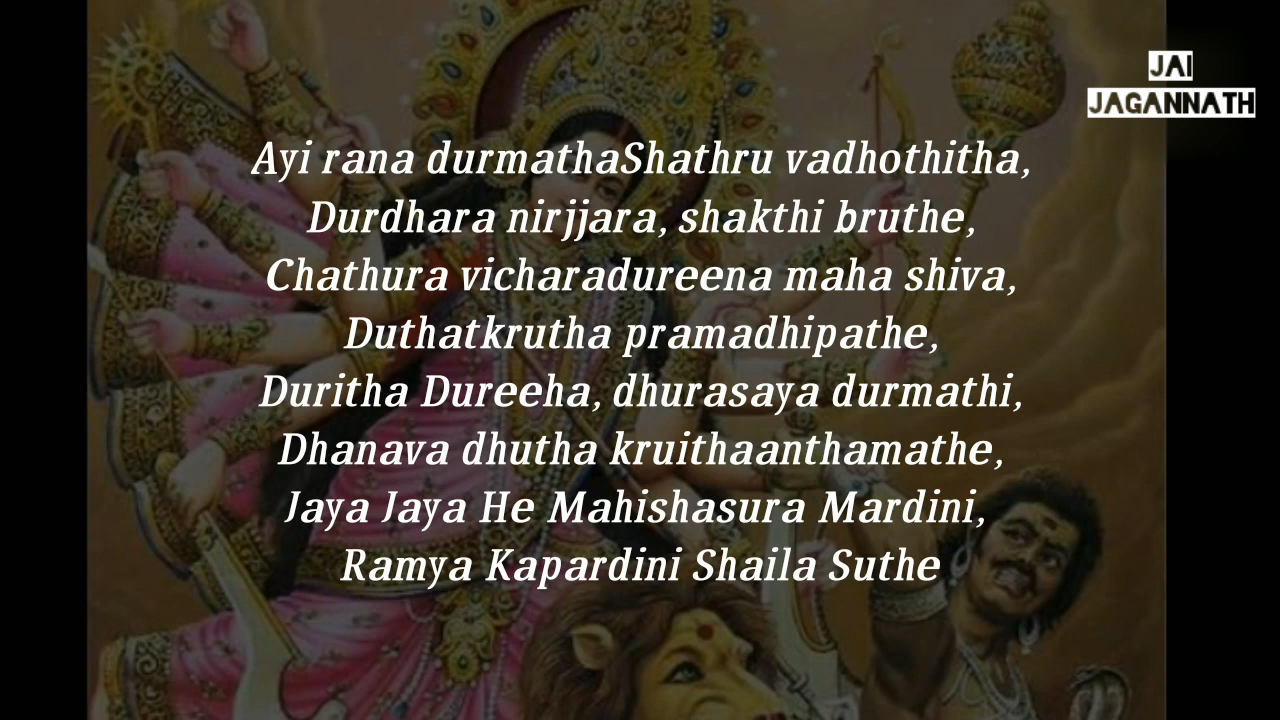 JAI
JAGANNATH
Ayi rana durmathaShathru vadhothitha,
Durdhara nirjjara, shakthi bruthe,
Chathura vicharadureena maha shiva,
Duthatkrutha pramadhipathe,
Duritha Dureeha, dhurasaya durmathi,
Dhanava dhutha kruithaanthamathe,
Jaya Jaya He Mahishasura Mardini,
Ramya Kapardini Shaila Suthe